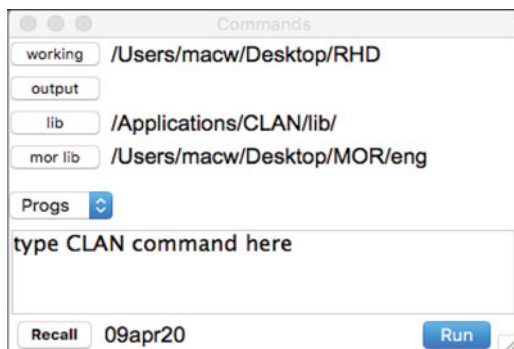 Commands
working /Users/macw/Desktop/RHD
output
lib /Applications/CLAN/lib/
mor lib /Users/macw/Desktop/MOR/eng
Progs
type CLAN command here
Recall 09apr20 Run